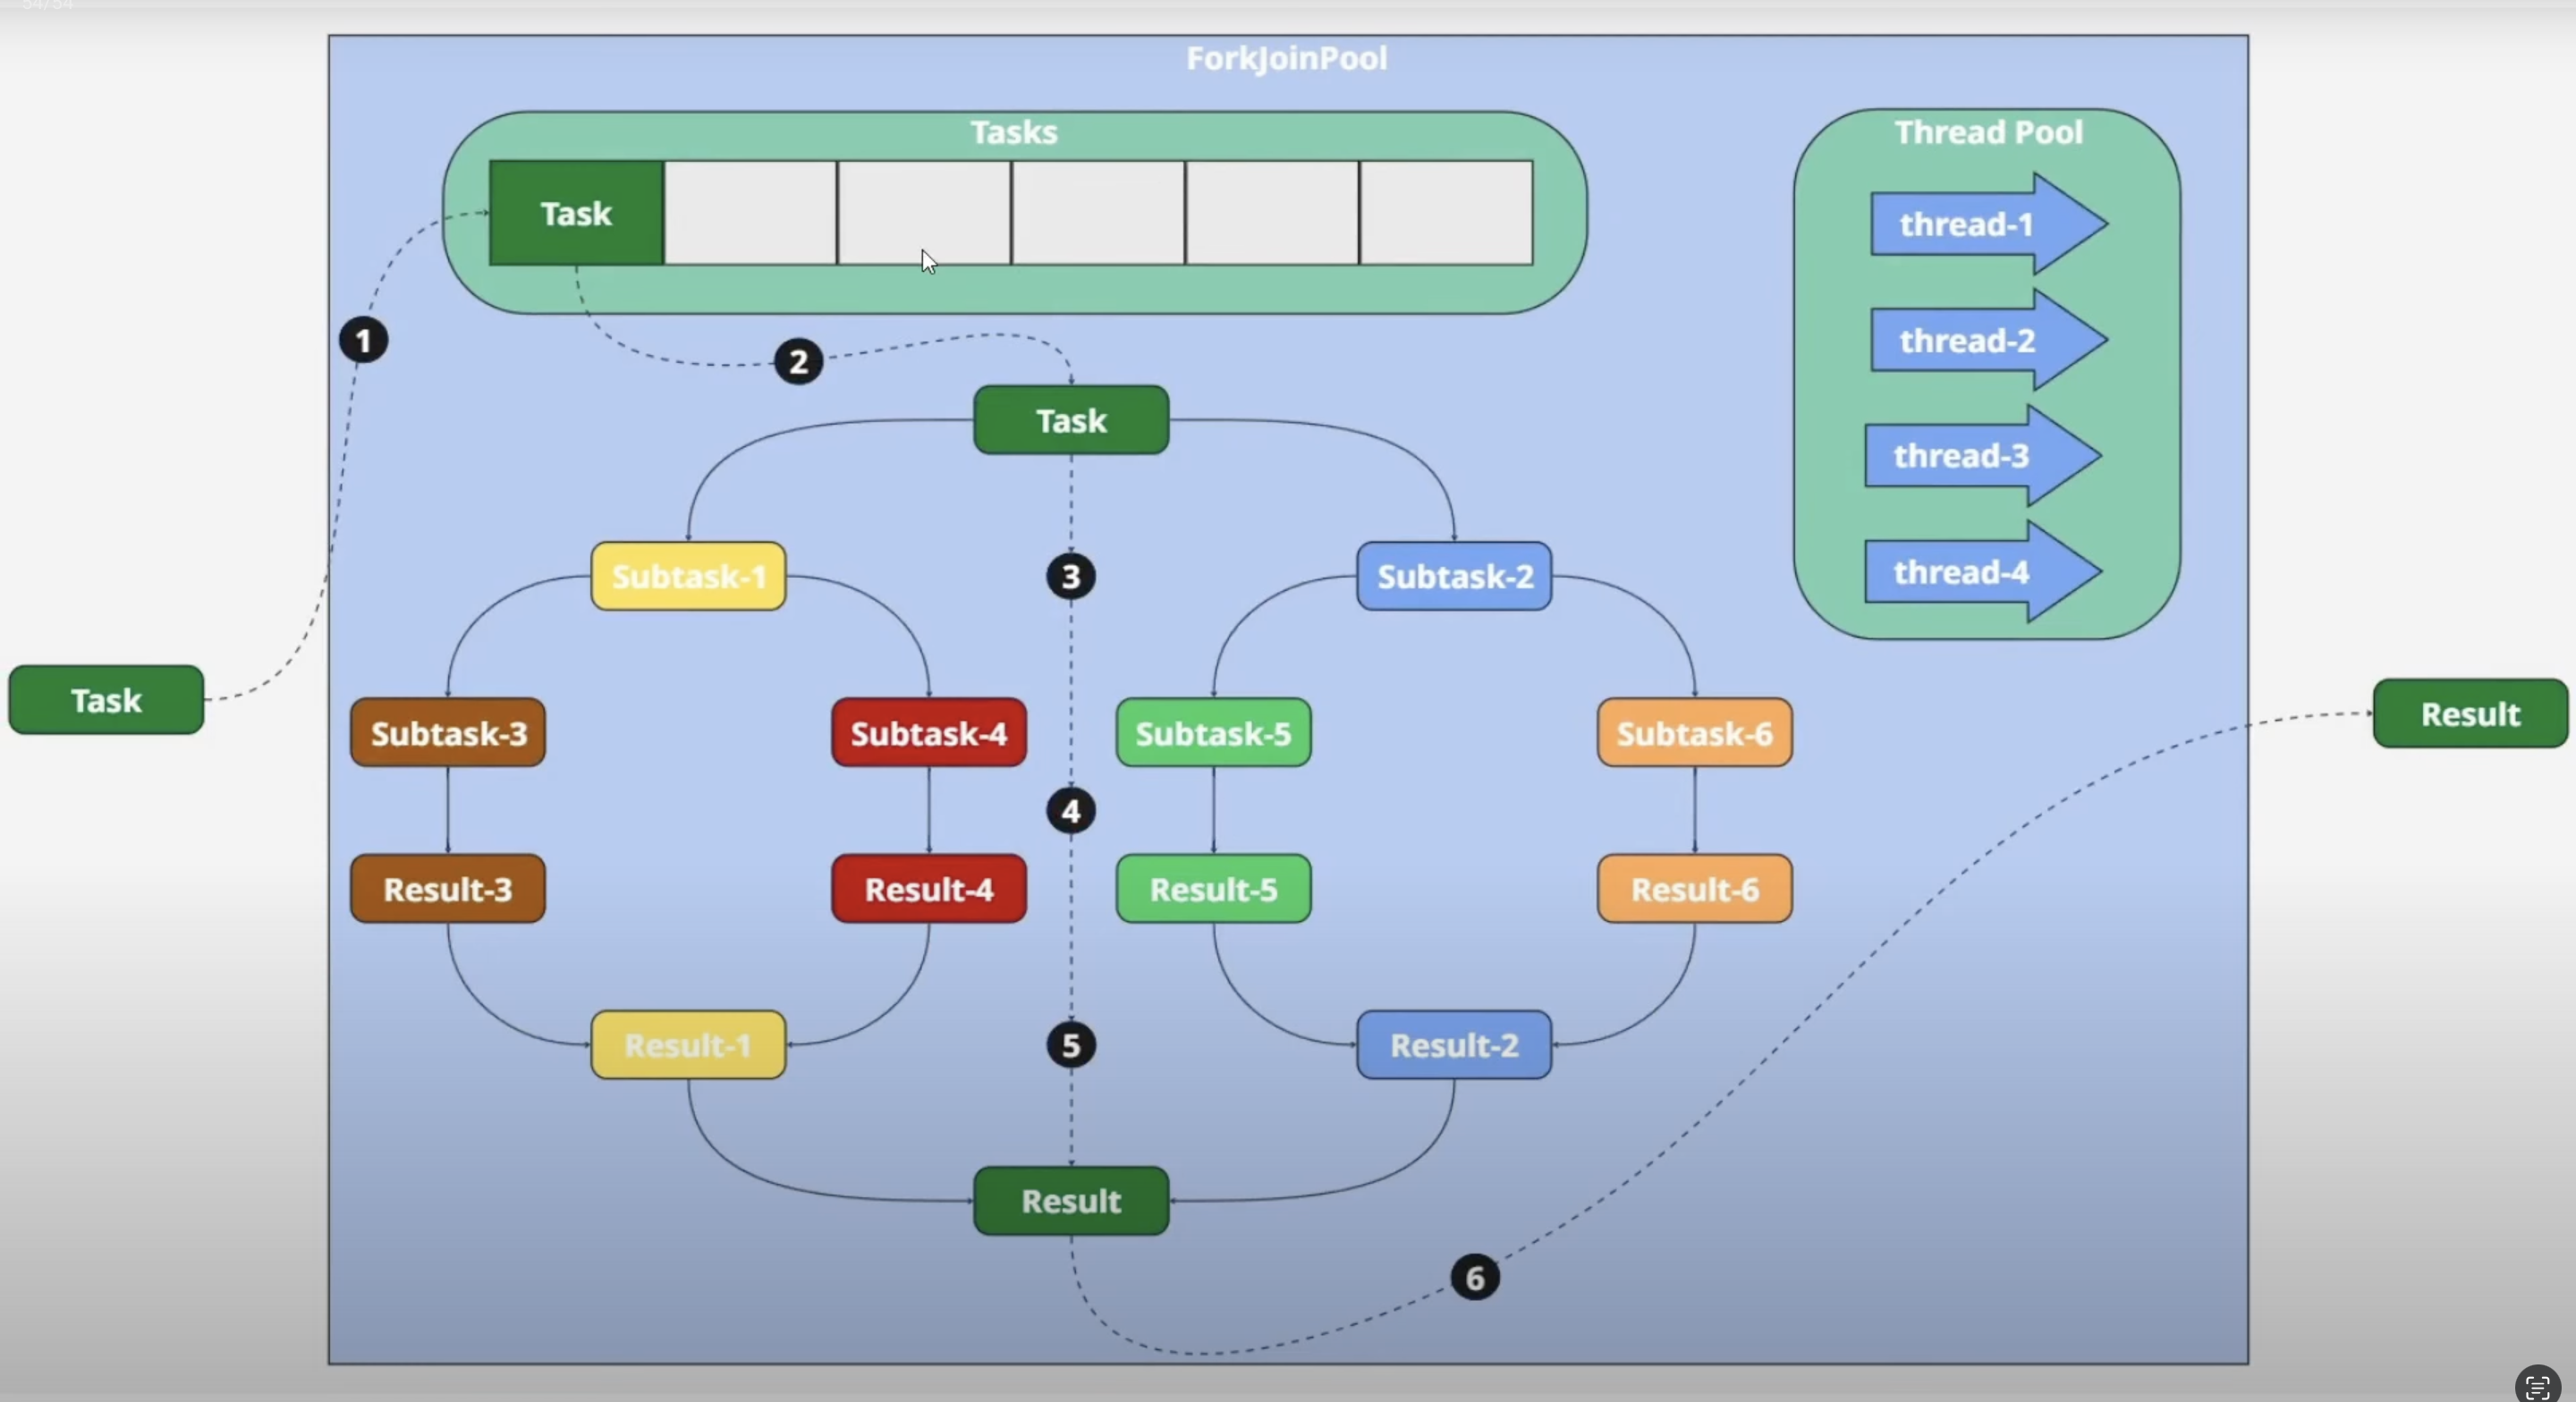 54/54
ForkJoinPool
Tasks
Task
Thread Pool
thread-1
thread-2
thread-3
thread-4
1
2
Task
Subtask-1
3
Subtask-2
Task
Subtask-3
Subtask-4
4
Subtask-5
Subtask-6
Result
Result-3
Result-4
Result-5
Result-6
Result-1
5
Result-2
Result
6